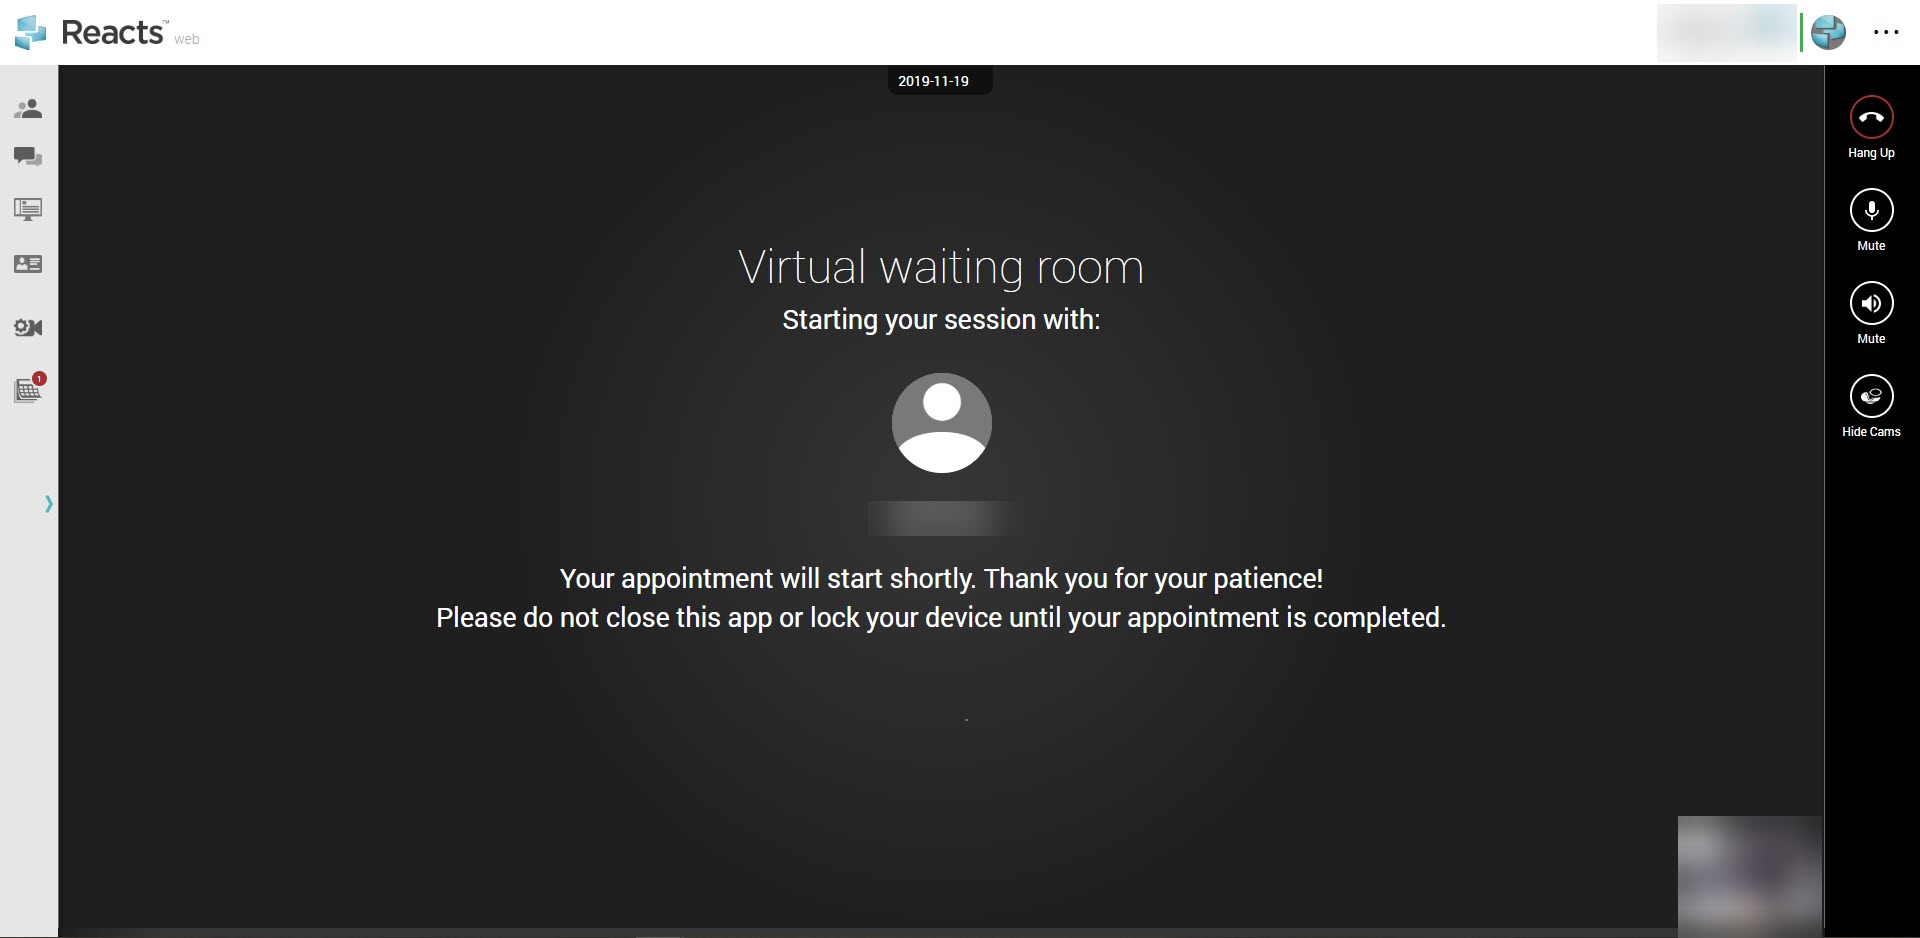 Reacts™ web
2019-11-19
Hang Up
Mute
Mute
Hide Cams
1
Virtual waiting room
Starting your session with:
Your appointment will start shortly. Thank you for your patience!
Please do not close this app or lock your device until your appointment is completed.